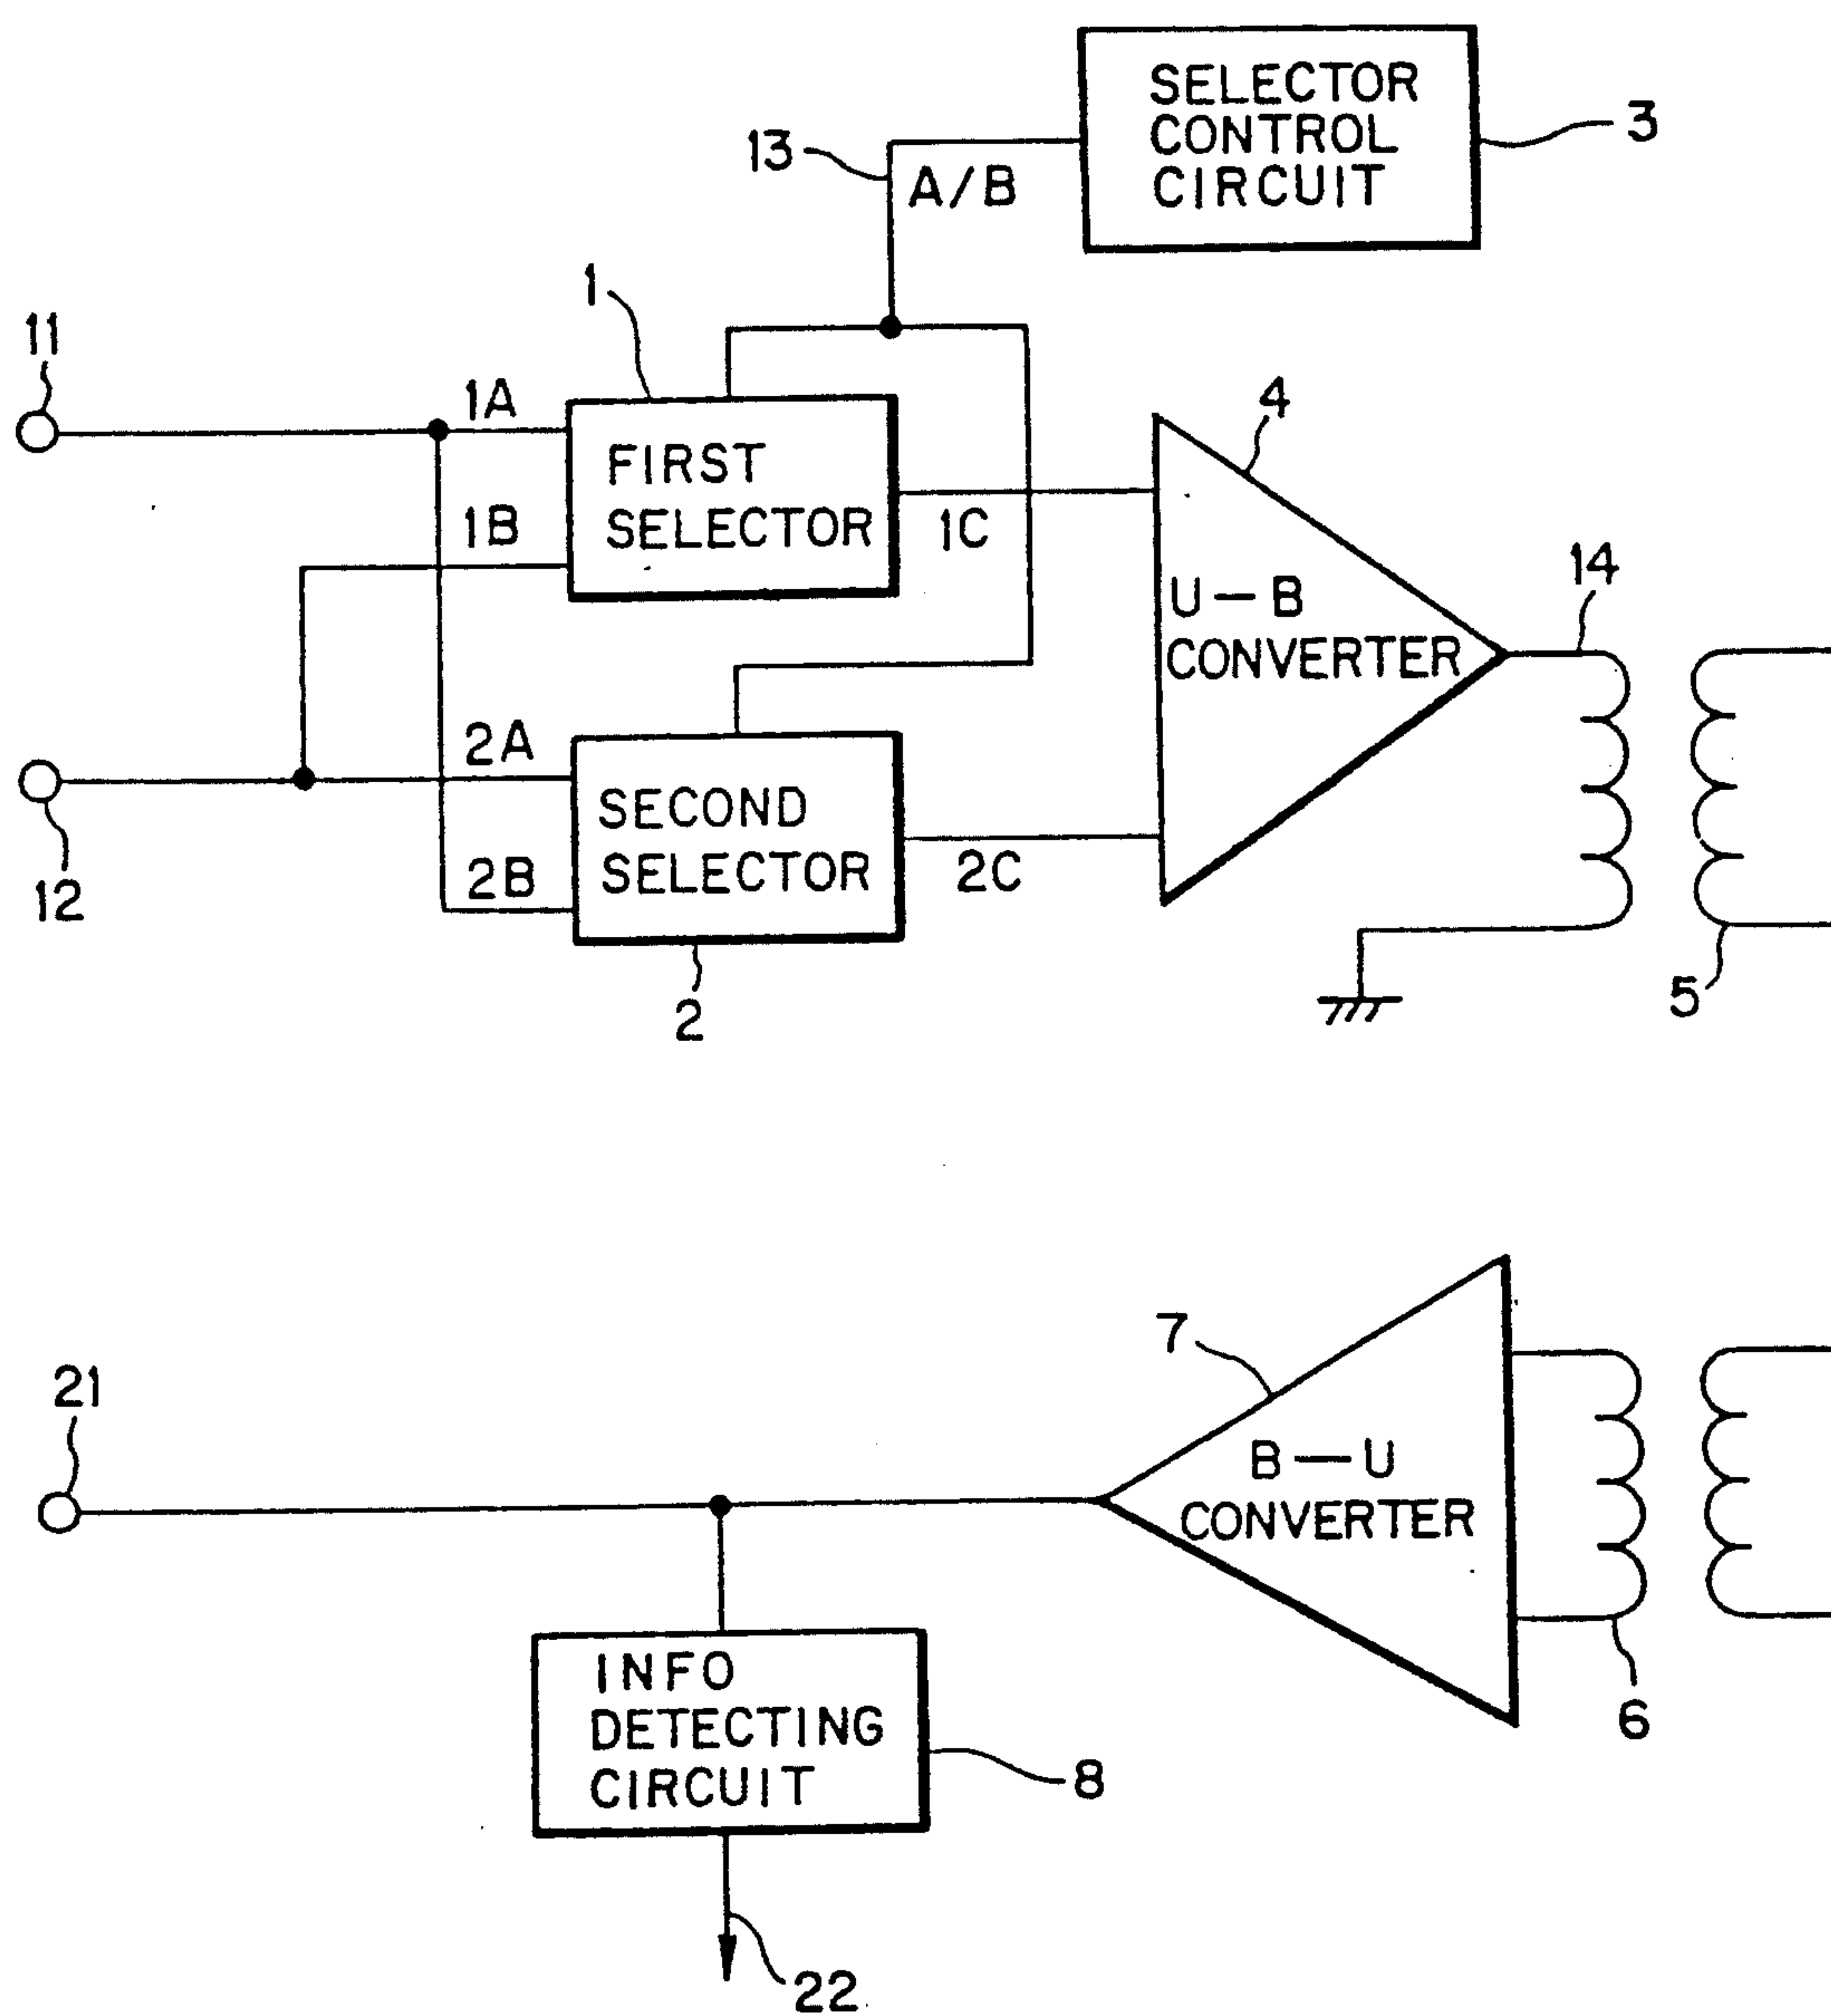 SELECTOR
CONTROL
CIRCUIT
3
13
A/B
1
11
1A
FIRST
SELECTOR
1B
1C
4
U—B
CONVERTER
14
2A
SECOND
SELECTOR
2B
2C
12
2
5
7
21
B—U
CONVERTER
6
INFO
DETECTING
CIRCUIT
8
22